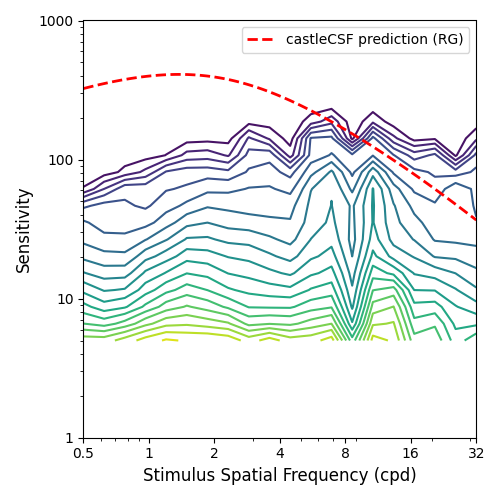 1000
castleCSF prediction (RG)
100
Sensitivity
10
1
0.5 1 2 4 8 16 32
Stimulus Spatial Frequency (cpd)